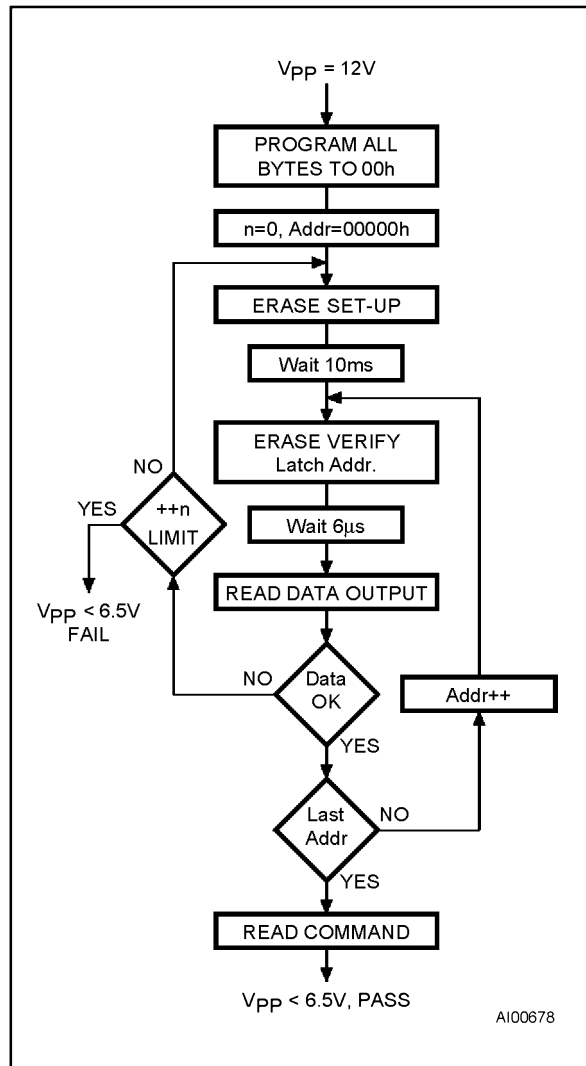 VPP = 12V
PROGRAM ALL
BYTES TO 00h
n=0, Addr=00000h
ERASE SET-UP
Wait 10ms
ERASE VERIFY
Latch Addr.
NO
YES
++n
LIMIT
Wait 6µs
VPP < 6.5V
FAIL
READ DATA OUTPUT
NO
Data
OK
YES
Addr++
Last
Addr
NO
YES
READ COMMAND
VPP < 6.5V, PASS
AI00678